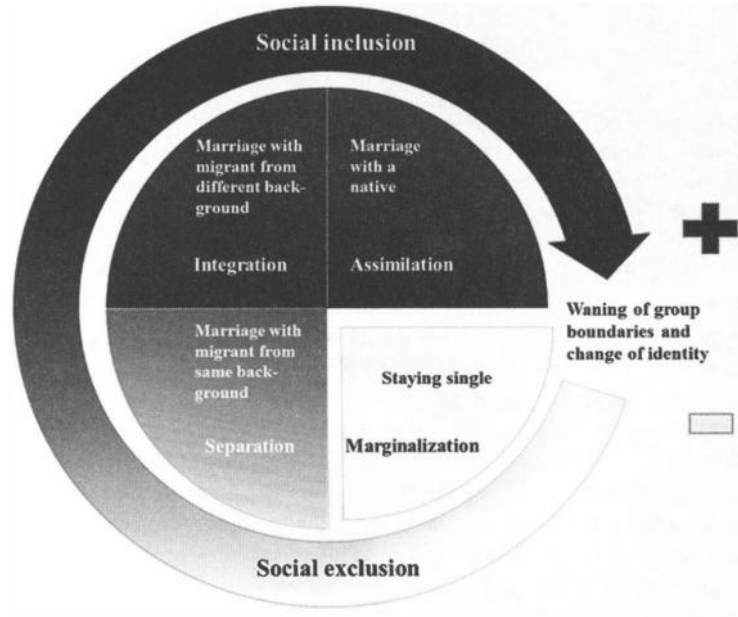 Social inclusion
Marriage with
migrant from
different back-
ground
Integration
Marriage
with a
native
Assimilation
Waning of group
boundaries and
change of identity
Marriage with
migrant from
same back-
ground
Separation
Staying single
Marginalization
Social exclusion